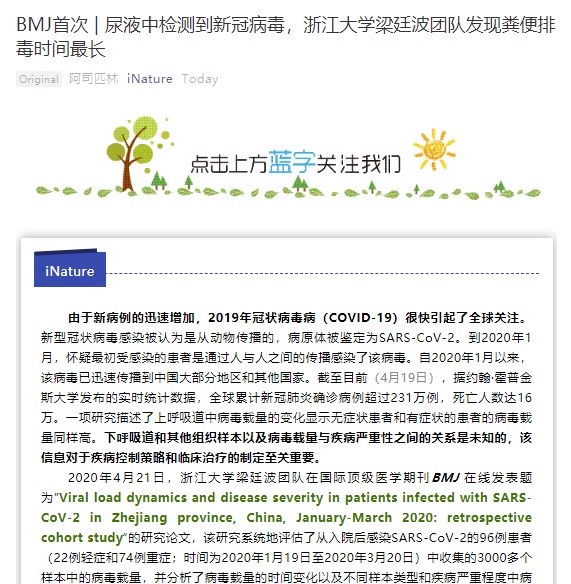 BMJ首次 | 尿液中检测到新冠病毒，浙江大学梁廷波团队发现粪便排
毒时间最长
Original 阿司匹林 iNature Today
点击上方蓝字关注我们
iNature
由于新病例的迅速增加，2019年冠状病毒病（COVID-19）很快引起了全球关注。
新型冠状病毒感染被认为是从动物传播的，病原体被鉴定为SARS-CoV-2。到2020年1
月，怀疑最初受感染的患者是通过人与人之间的传播感染了该病毒。自2020年1月以来，
该病毒已迅速传播到中国大部分地区和其他国家。截至目前（4月19日），据约翰·霍普金
斯大学发布的实时统计数据，全球累计新冠肺炎确诊病例超过231万例，死亡人数达16
万。一项研究描述了上呼吸道中病毒载量的变化显示无症状患者和有症状的患者的病毒载
量同样高。下呼吸道和其他组织样本以及病毒载量与疾病严重性之间的关系是未知的，该
信息对于疾病控制策略和临床治疗的制定至关重要。
2020年4月21日，浙江大学梁廷波团队在国际顶级医学期刊BMJ 在线发表题
为"Viral load dynamics and disease severity in patients infected with SARS-
CoV-2 in Zhejiang province, China, January-March 2020: retrospective
cohort study"的研究论文，该研究系统地评估了从入院后感染SARS-CoV-2的96例患者
（22例轻症和74例重症；时间为2020年1月19日至2020年3月20日）中收集的3000多个
样本中的病毒载量，并分析了病毒载量的时间变化以及不同样本类型和疾病严重程度中病